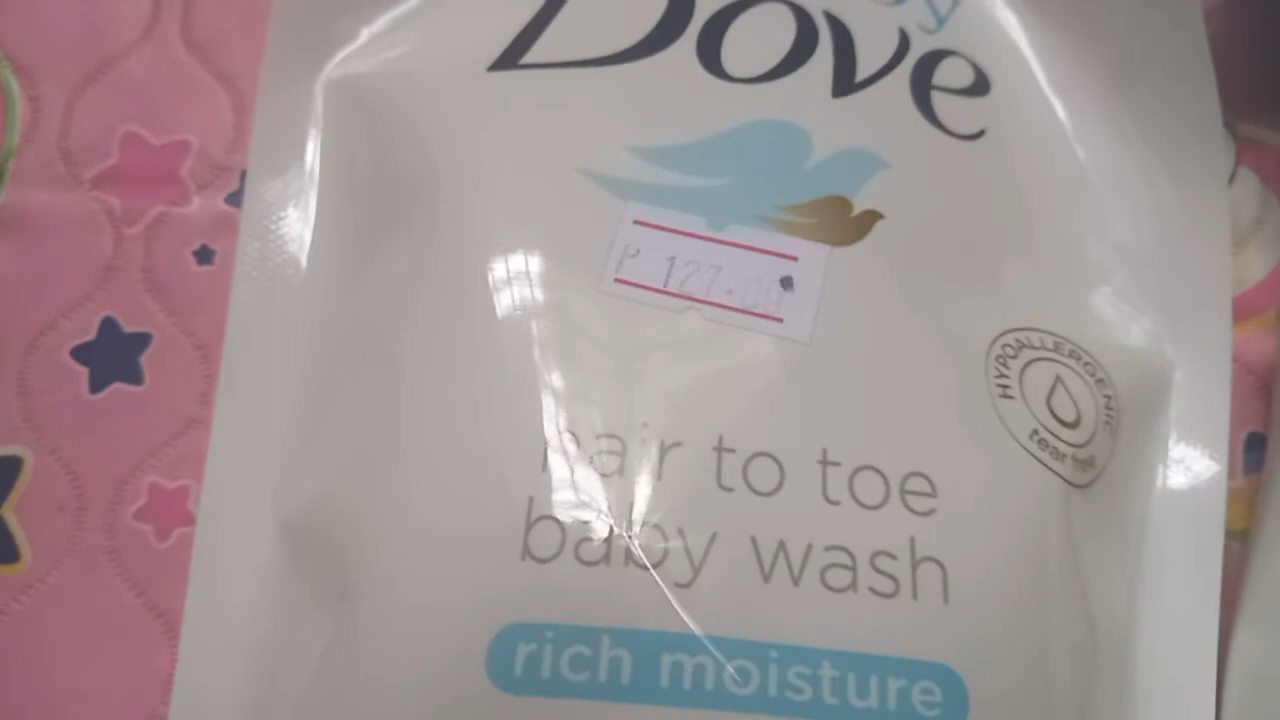 Dove
P 127.00
HYPOALLERGENIC
tear free
hair to toe
baby wash
rich moisture